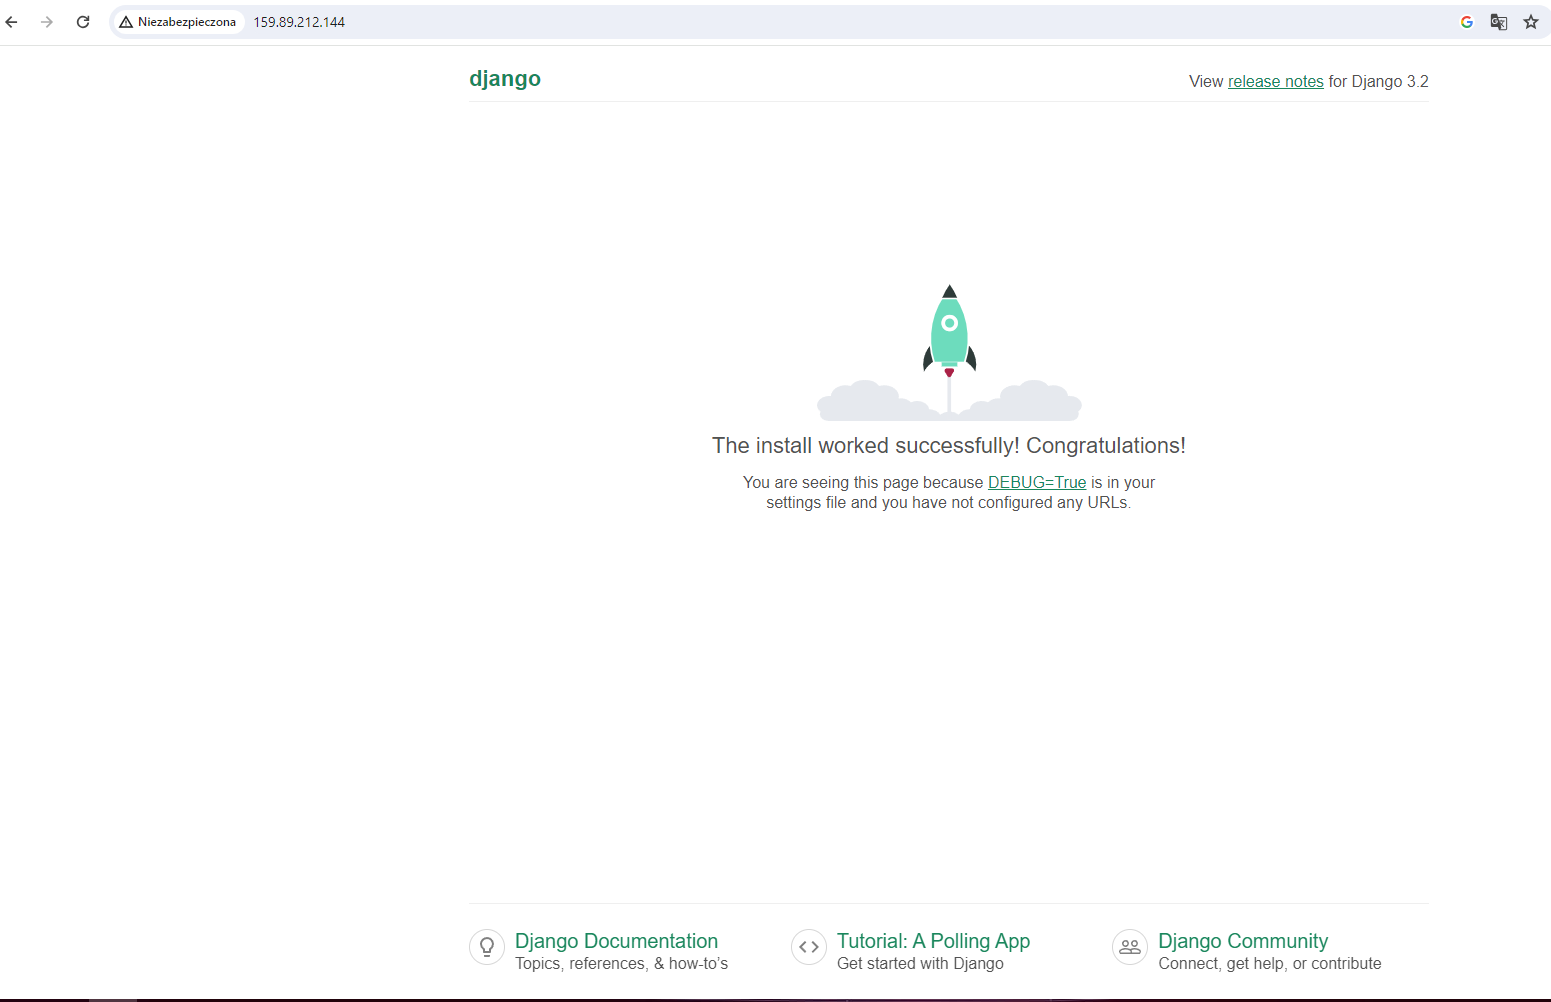 Niezabezpieczona 159.89.212.144
django
View release notes for Django 3.2
The install worked successfully! Congratulations!
You are seeing this page because DEBUG=True is in your
settings file and you have not configured any URLs.
Django Documentation
Topics, references, & how-to’s
Tutorial: A Polling App
Get started with Django
Django Community
Connect, get help, or contribute